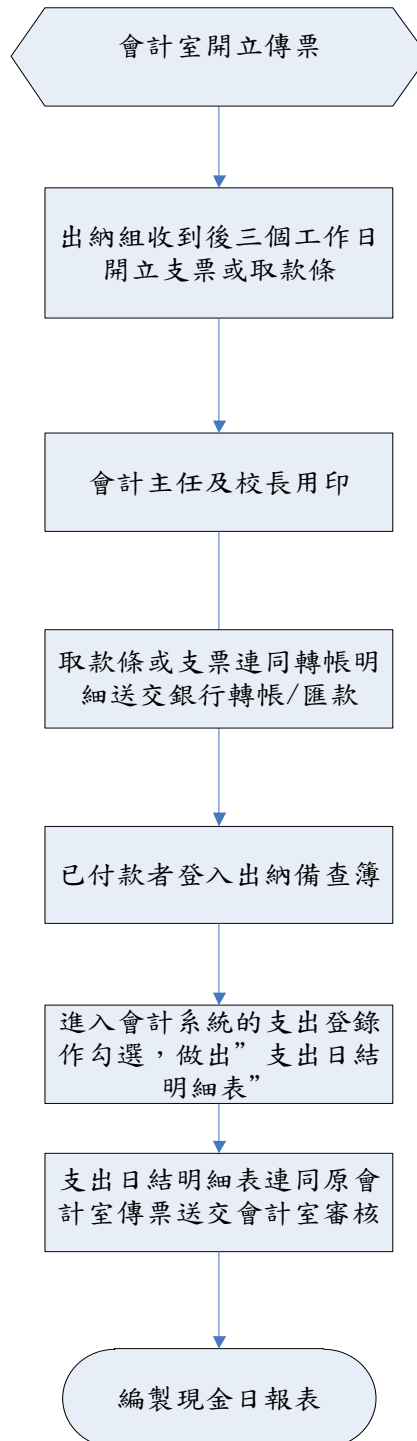 會計室開立傳票
出納組收到後三個工作日
開立支票或取款條
會計主任及校長用印
取款條或支票連同轉帳明
細送交銀行轉帳/匯款
已付款者登入出納備查簿
進入會計系統的支出登錄
作勾選，做出”支出日結
明細表”
支出日結明細表連同原會
計室傳票送交會計室審核
編製現金日報表